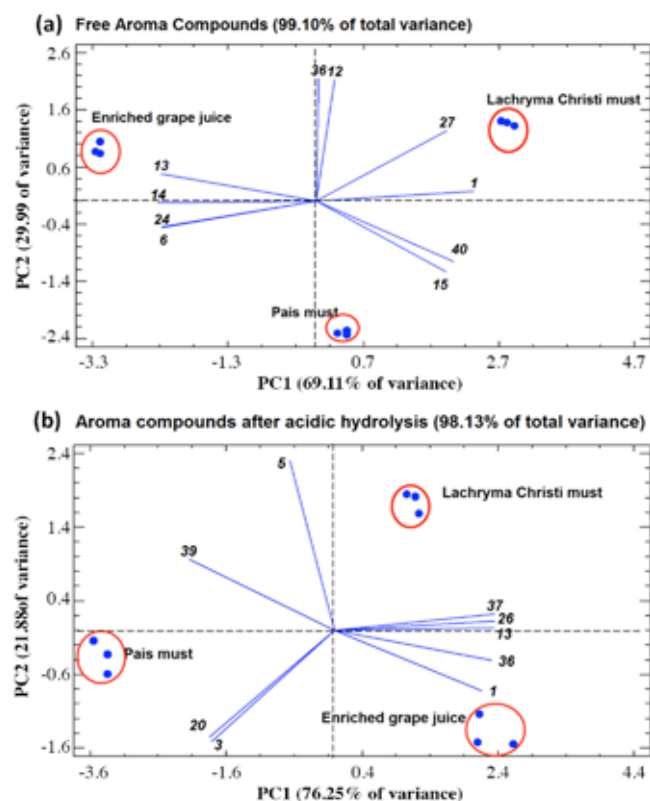 (a) Free Aroma Compounds (99.10% of total variance)
2.6
36 12
Lachryma Christi must
Enriched grape juice
1.6
27
0.6
13
1
14
-0.4
24
6
40
-1.4
15
Pais must
-2.4
PC2 (29.99 of variance)
-3.3 -1.3 0.7 2.7 4.7
PC1 (69.11% of variance)
(b) Aroma compounds after acidic hydrolysis (98.13% of total variance)
2.4
5
Lachryma Christi must
1.4
39
0.4
37
26
13
Pais must
36
-0.6
1
Enriched grape juice
20
3
-1.6
PC2 (21.88of variance)
-3.6 -1.6 0.4 2.4 4.4
PC1 (76.25% of variance)